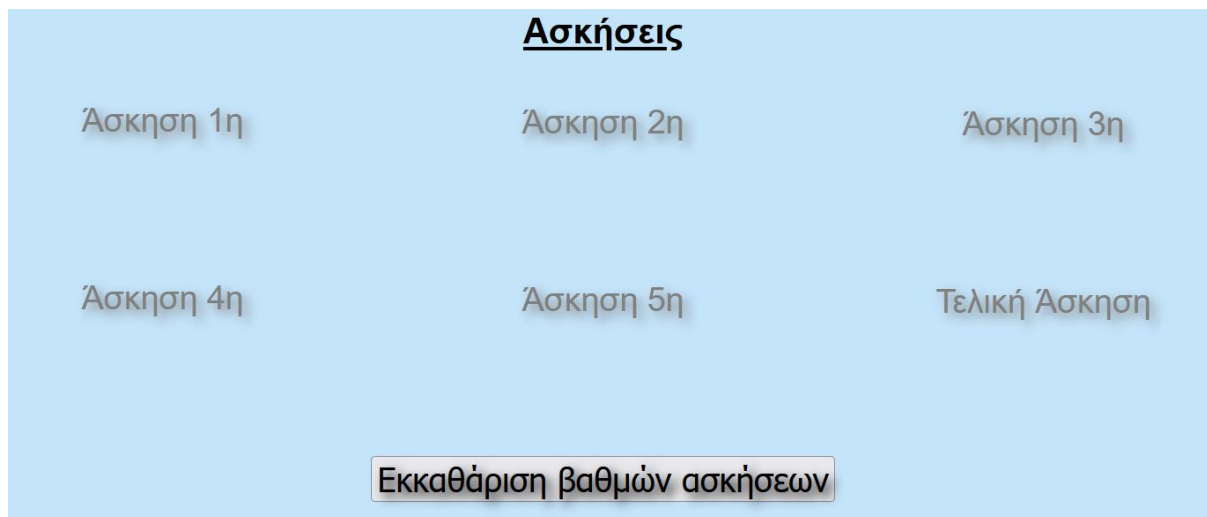 Ασκήσεις
Άσκηση 1η Άσκηση 2η Άσκηση 3η
Άσκηση 4η Άσκηση 5η Τελική Άσκηση
Εκκαθάριση βαθμών ασκήσεων